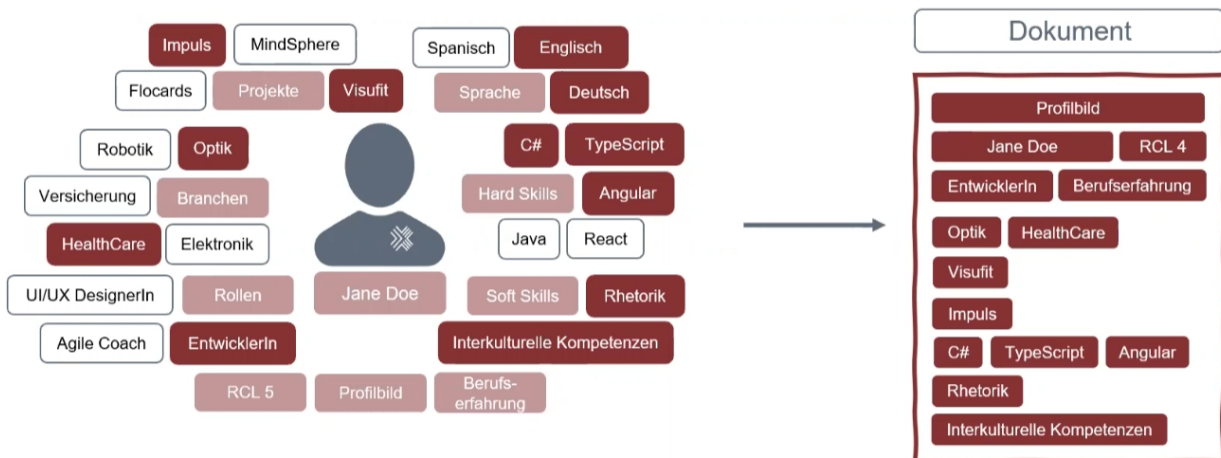 Impuls
MindSphere
Flocards
Projekte
Visufit
Spanisch
Englisch
Sprache
Deutsch
Robotik
Optik
Versicherung
Branchen
HealthCare
Elektronik
C#
TypeScript
Hard Skills
Angular
Java
React
UI/UX DesignerIn
Rollen
Agile Coach
EntwicklerIn
Jane Doe
Soft Skills
Rhetorik
Interkulturelle Kompetenzen
RCL 5
Profilbild
Berufs-
erfahrung
Dokument
Profilbild
Jane Doe
RCL 4
EntwicklerIn
Berufserfahrung
Optik
HealthCare
Visufit
Impuls
C#
TypeScript
Angular
Rhetorik
Interkulturelle Kompetenzen